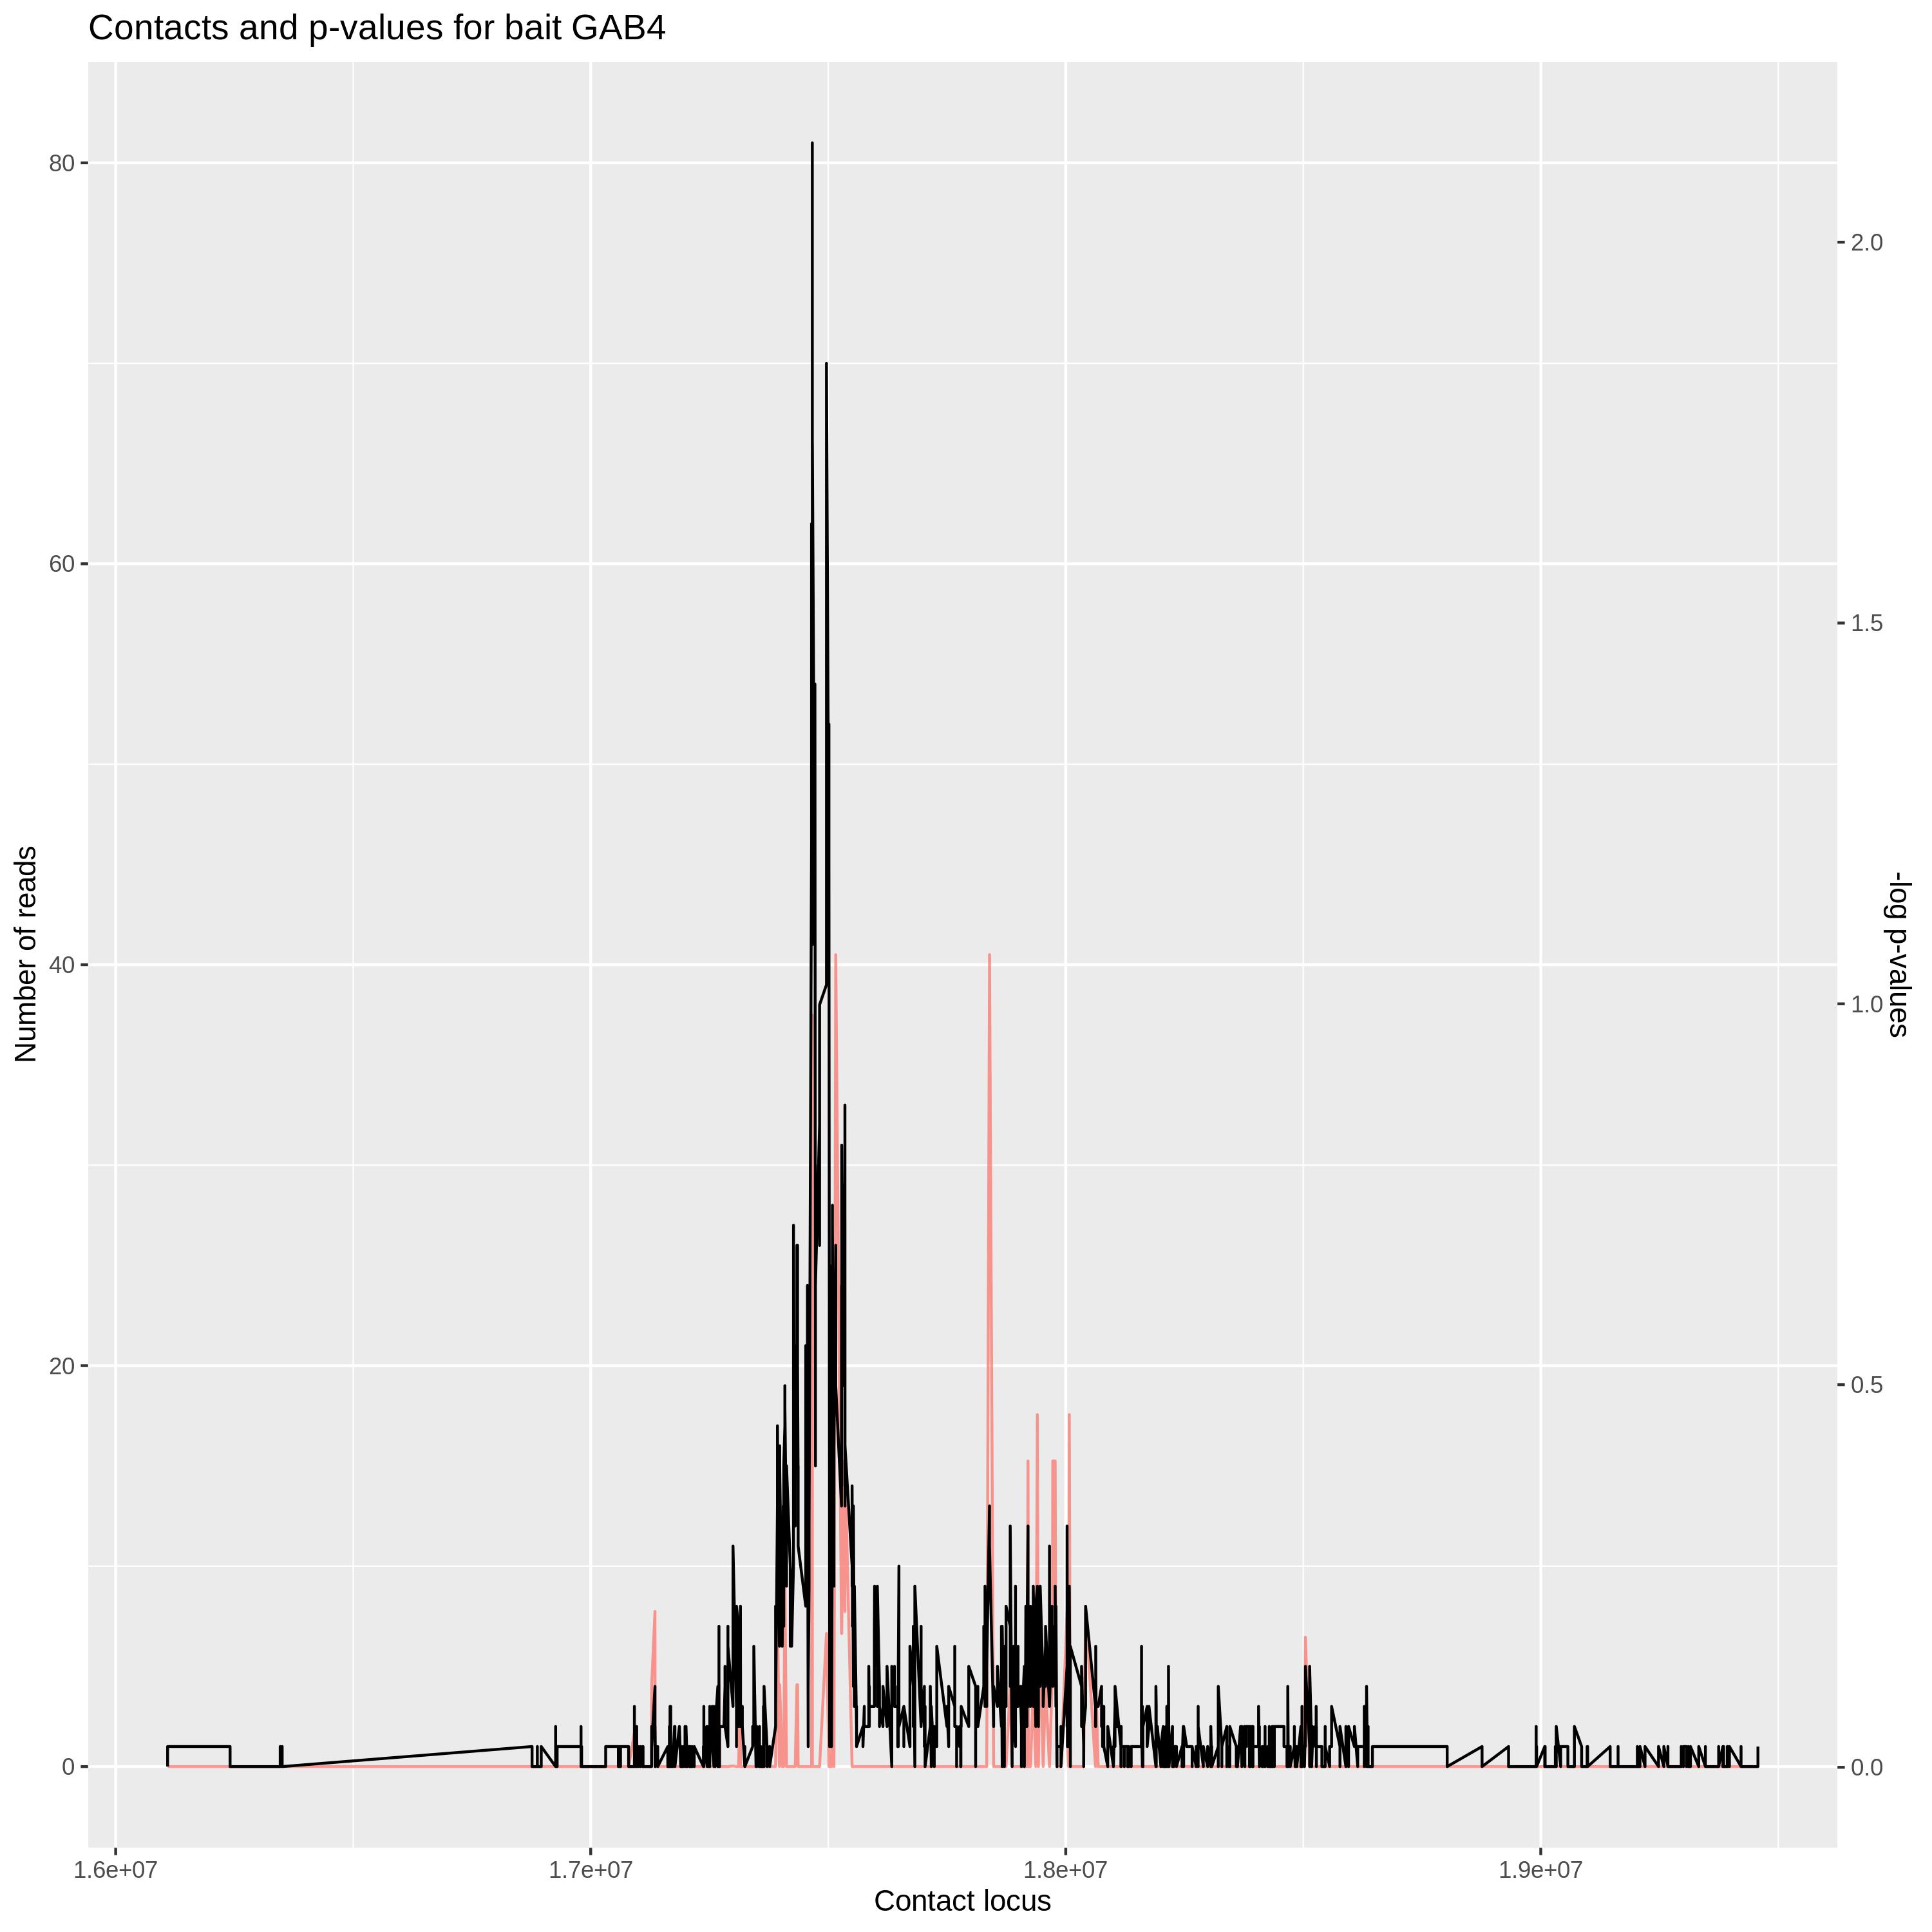 Contacts and p-values for bait GAB4
80
60
40
20
0
Number of reads
2.0
1.5
1.0
0.5
0.0
-log p-values
1.6e+07
1.7e+07
1.8e+07
1.9e+07
Contact locus